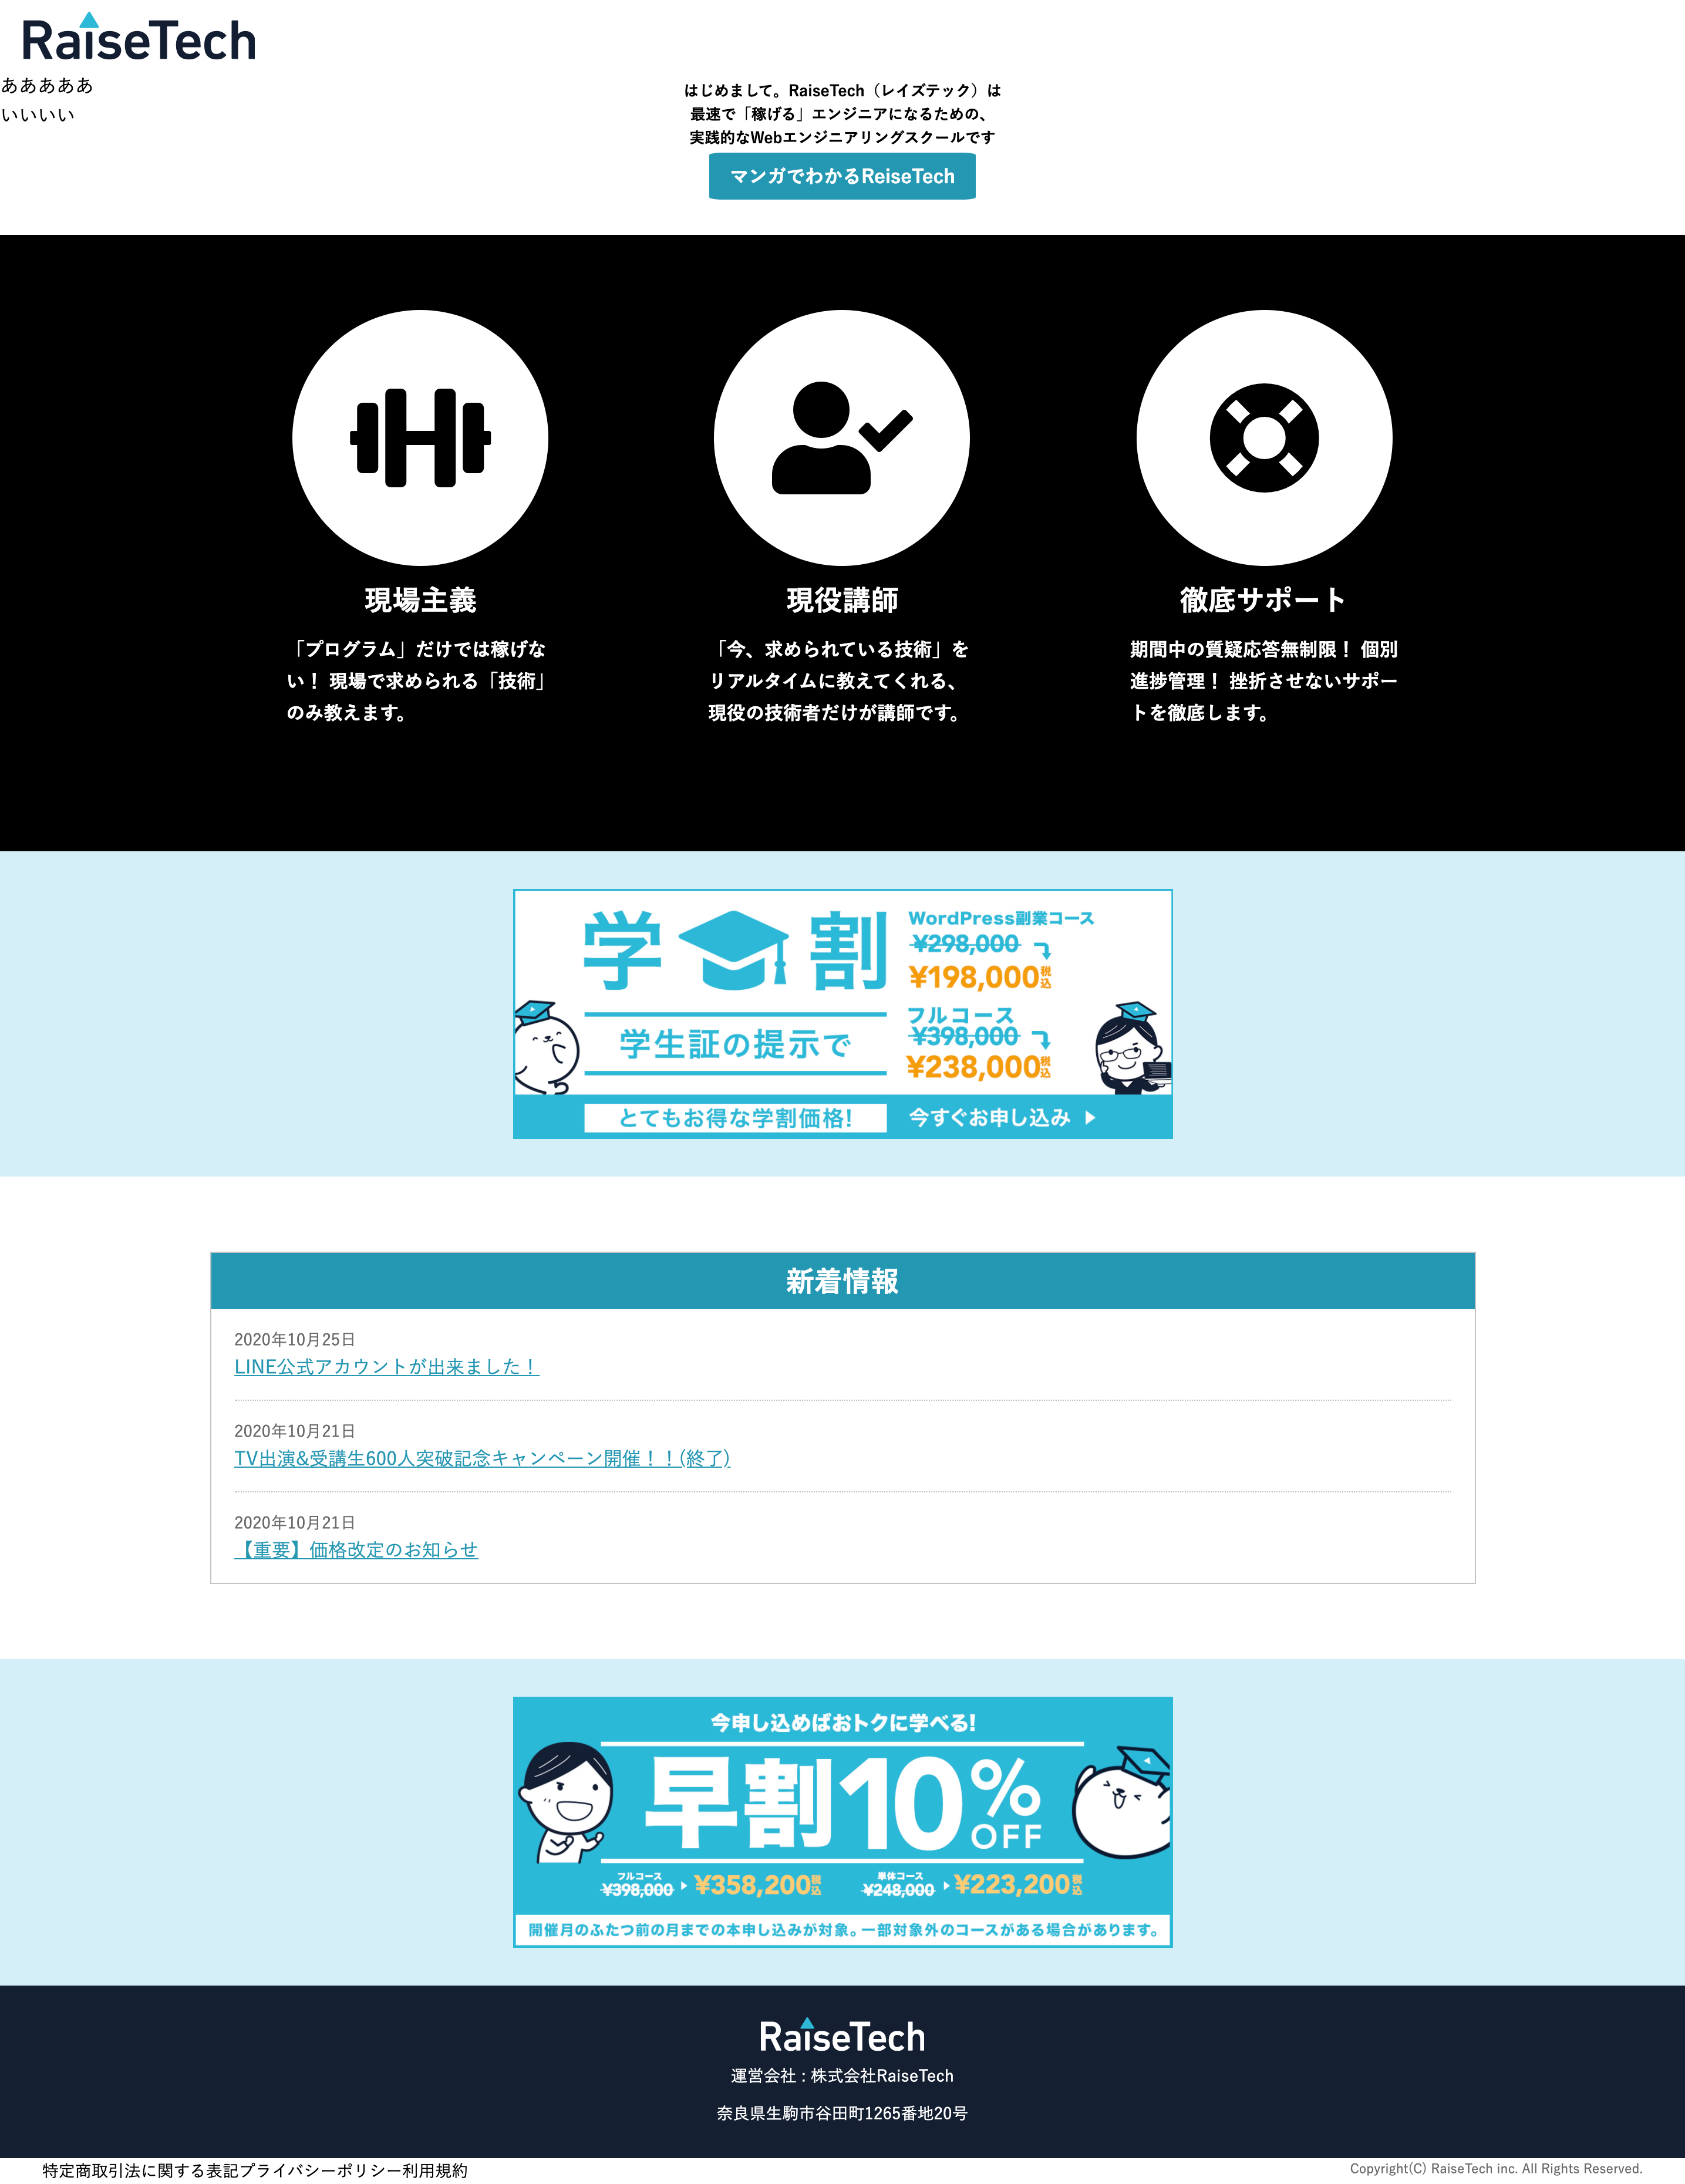 RaiseTech
あああああ
いいいい
はじめまして。RaiseTech（レイズテック）は
最速で「稼げる」エンジニアになるための、
実践的なWebエンジニアリングスクールです
マンガでわかるReiseTech
現場主義
「プログラム」だけでは稼げな
い！ 現場で求められる「技術」
のみ教えます。
現役講師
「今、求められている技術」を
リアルタイムに教えてくれる、
現役の技術者だけが講師です。
徹底サポート
期間中の質疑応答無制限！ 個別
進捗管理！ 挫折させないサポー
トを徹底します。
学割
学生証の提示で
とてもお得な学割価格!
WordPress副業コース
¥298,000
¥198,000税込
フルコース
¥398,000
¥238,000税込
今すぐお申し込み
新着情報
2020年10月25日
LINE公式アカウントが出来ました！
2020年10月21日
TV出演&受講生600人突破記念キャンペーン開催！！(終了)
2020年10月21日
【重要】価格改定のお知らせ
今申し込めばおトクに学べる!
早割10%OFF
フルコース
¥398,000 ¥358,200税込
単体コース
¥248,000 ¥223,200税込
開催月のふたつ前の月までの本申し込みが対象。一部対象外のコースがある場合があります。
RaiseTech
運営会社 : 株式会社RaiseTech
奈良県生駒市谷田町1265番地20号
特定商取引法に関する表記プライバシーポリシー利用規約
Copyright(C) RaiseTech inc. All Rights Reserved.